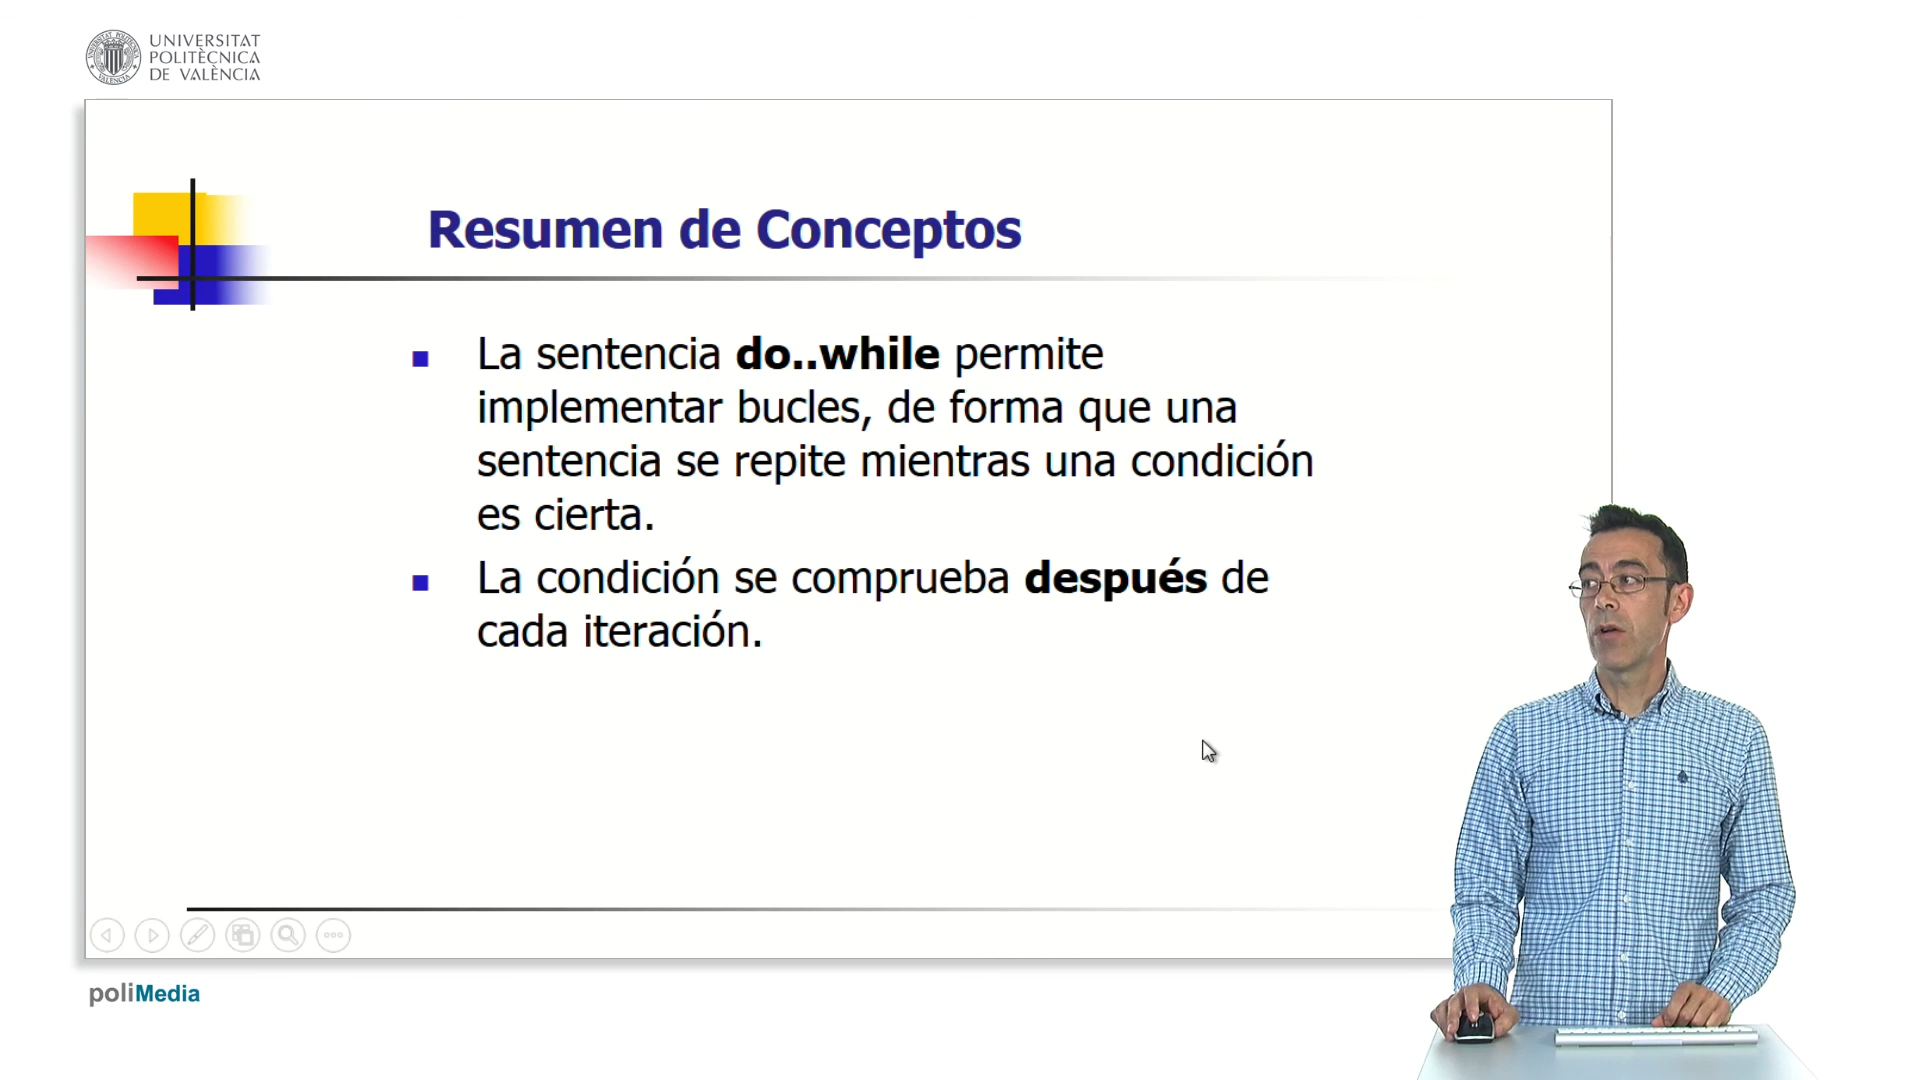 UNIVERSITAT
POLITÈCNICA
DE VALÈNCIA
Resumen de Conceptos
La sentencia do..while permite
implementar bucles, de forma que una
sentencia se repite mientras una condición
es cierta.
La condición se comprueba después de
cada iteración.
poliMedia